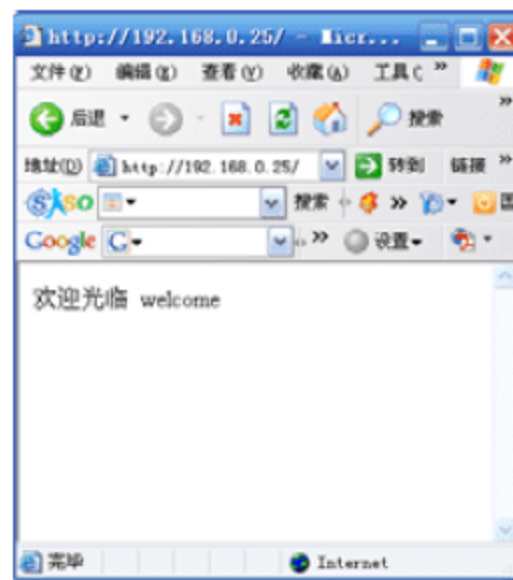 http://192.168.0.25/ - Micr...
文件(F) 编辑(E) 查看(V) 收藏(A) 工具( »
后退 搜索 »
地址(D) http://192.168.0.25/ 转到 链接 »
SOSO 搜索 »
Google G 设置
欢迎光临 welcome
完毕 Internet